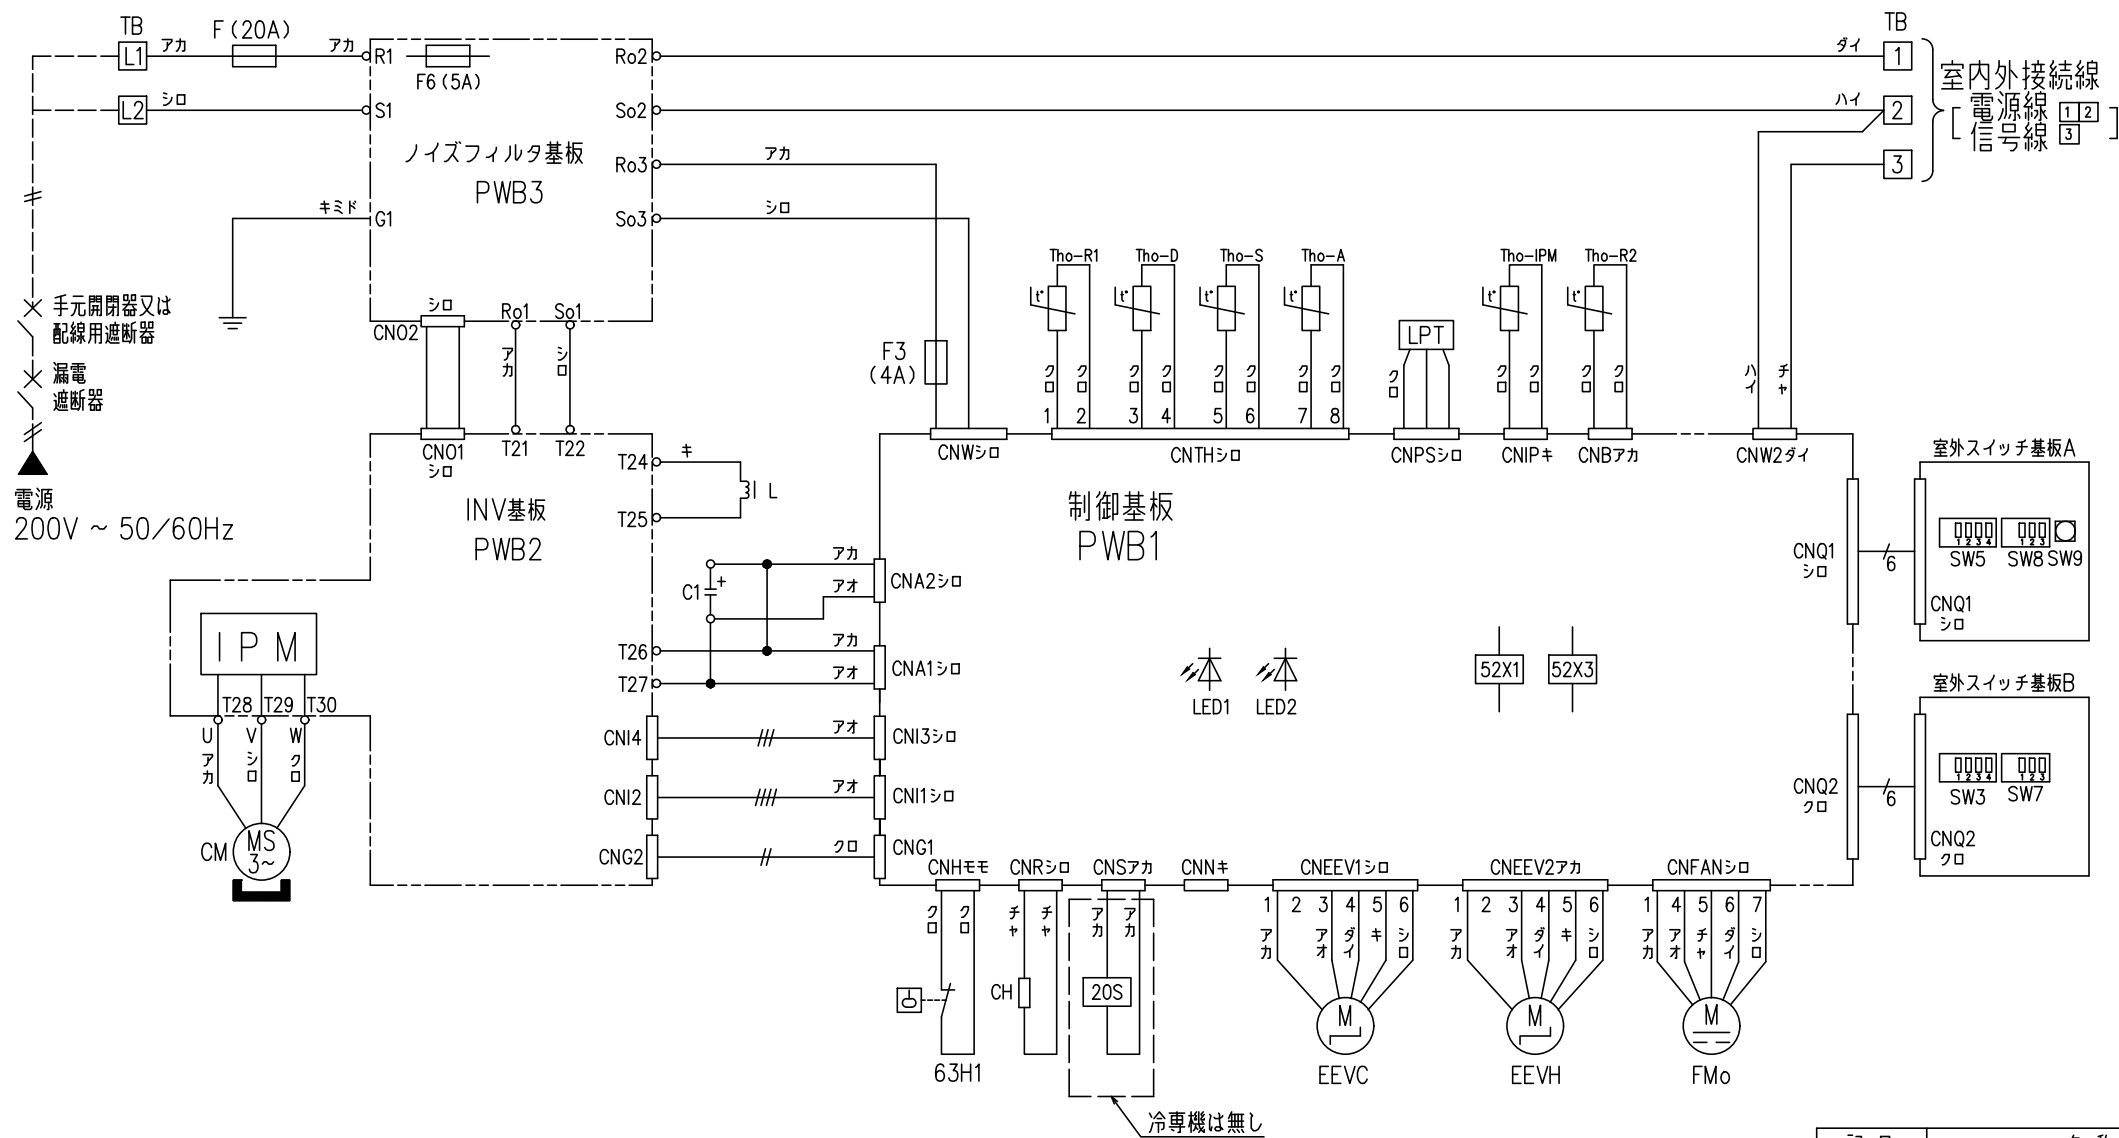 TB
L1
アカ
F(20A)
アカ
R1
F6(5A)
Ro2
ダイ
TB
1
L2
シロ
S1
So2
ハイ
2
室内外接続線
電源線 1 2
信号線 3
ノイズフィルタ基板
PWB3
Ro3
アカ
3
キミド
G1
So3
シロ
手元開閉器又は
配線用遮断器
漏電
遮断器
電源
200V ~ 50/60Hz
シロ
CNO2
Ro1
So1
アカ
シロ
F3
(4A)
Tho-R1
Tho-D
Tho-S
Tho-A
Tho-IPM
Tho-R2
t°
t°
t°
t°
t°
t°
LPT
クロ
クロ
クロ
クロ
クロ
クロ
クロ
クロ
クロ
クロ
クロ
クロ
クロ
ハイ
チャ
1 2 3 4 5 6 7 8
CNO1
シロ
T21
T22
CNWシロ
CNTHシロ
CNPSシロ
CNIPキ
CNBアカ
CNW2ダイ
INV基板
PWB2
T24
キ
L
T25
制御基板
PWB1
C1
+
アカ
アオ
CNA2シロ
T26
アカ
T27
アオ
CNA1シロ
IPM
T28
T29
T30
U
V
W
アカ
シロ
クロ
CM
MS
3~
CNI4
アオ
CNI3シロ
CNI2
アオ
CNI1シロ
CNG2
クロ
CNG1
LED1
LED2
52X1
52X3
CNQ1
シロ
6
室外スイッチ基板A
1 2 3 4
1 2 3
SW5
SW8
SW9
CNQ1
シロ
CNQ2
クロ
6
室外スイッチ基板B
1 2 3 4
1 2 3
SW3
SW7
CNQ2
クロ
CNHモモ
CNRシロ
CNSアカ
CNNキ
CNEEV1シロ
CNEEV2アカ
CNFANシロ
クロ
クロ
チャ
チャ
アカ
アカ
1 2 3 4 5 6
アカ
アオ
ダイ
キ
シロ
1 2 3 4 5 6
アカ
アオ
ダイ
キ
シロ
1 4 5 6 7
アカ
アオ
チャ
ダイ
シロ
CH
20S
M
M
M
63H1
EEVC
EEVH
FMo
冷専機は無し